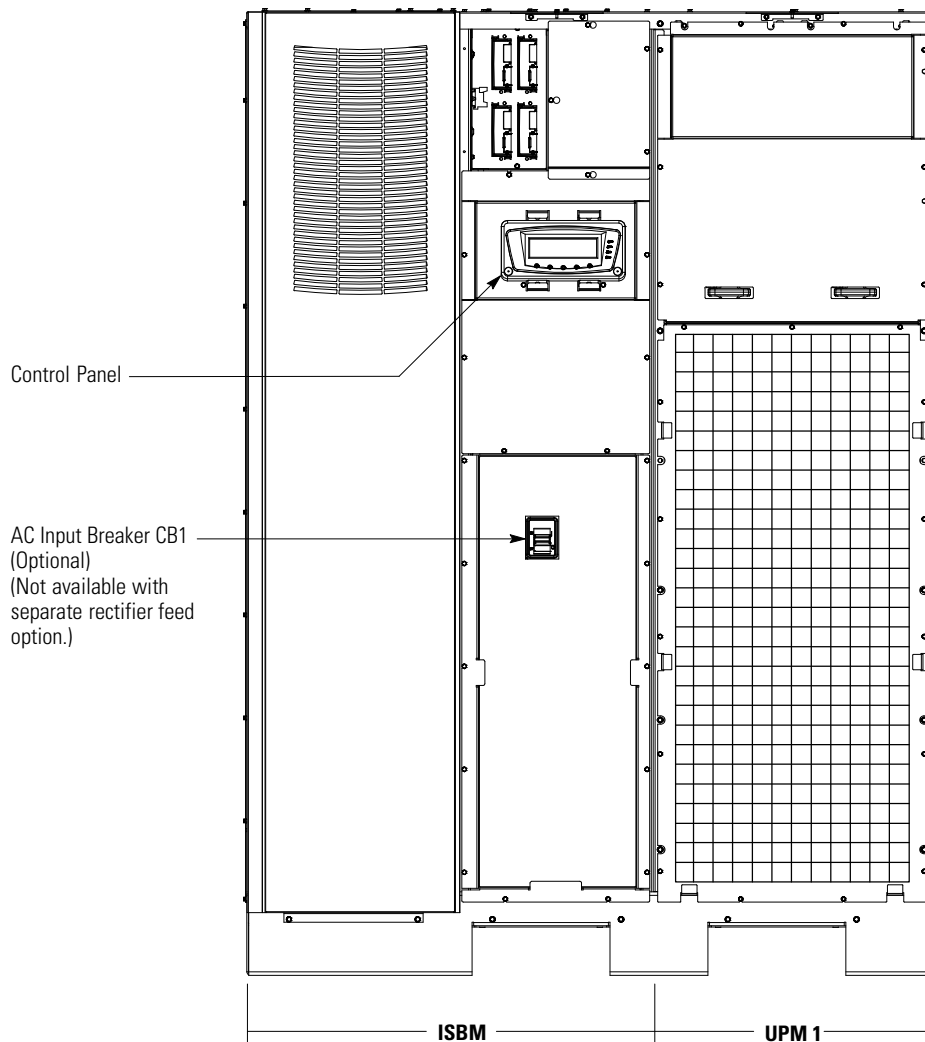 Control Panel
AC Input Breaker CB1
(Optional)
(Not available with
separate rectifier feed
option.)
ISBM
UPM 1